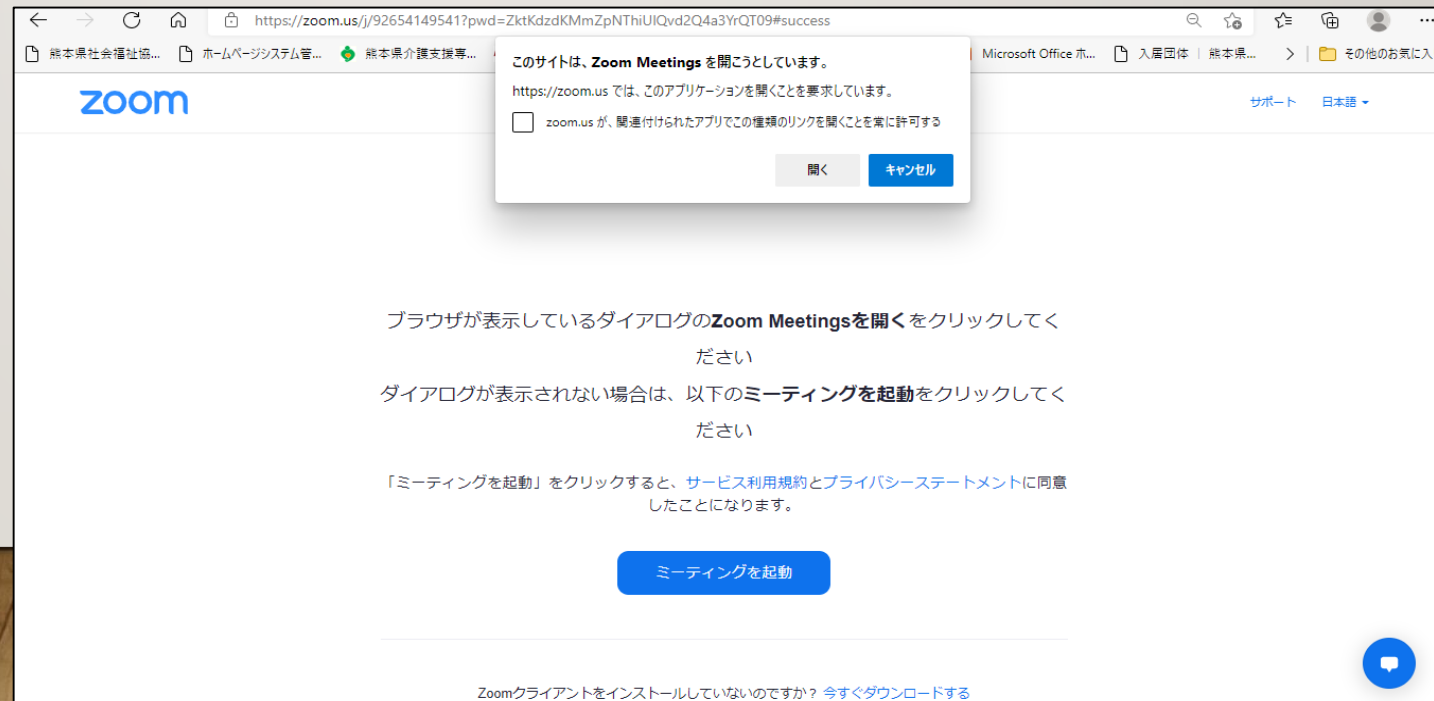 https://zoom.us/j/92654149541?pwd=ZktKdzdKMmZpNThiUlQvd2Q4a3YrQT09#success
熊本県社会福祉協... ホームページシステム管... 熊本県介護支援専... Microsoft Office ホ... 入居団体 | 熊本県... その他のお気に入
このサイトは、Zoom Meetings を開こうとしています。
https://zoom.us では、このアプリケーションを開くことを要求しています。
zoom.us が、関連付けられたアプリでこの種類のリンクを開くことを常に許可する
開く キャンセル
zoom
サポート 日本語
ブラウザが表示しているダイアログのZoom Meetingsを開くをクリックしてく
ださい
ダイアログが表示されない場合は、以下のミーティングを起動をクリックしてく
ださい
「ミーティングを起動」をクリックすると、サービス利用規約とプライバシーステートメントに同意
したことになります。
ミーティングを起動
Zoomクライアントをインストールしていないのですか？ 今すぐダウンロードする